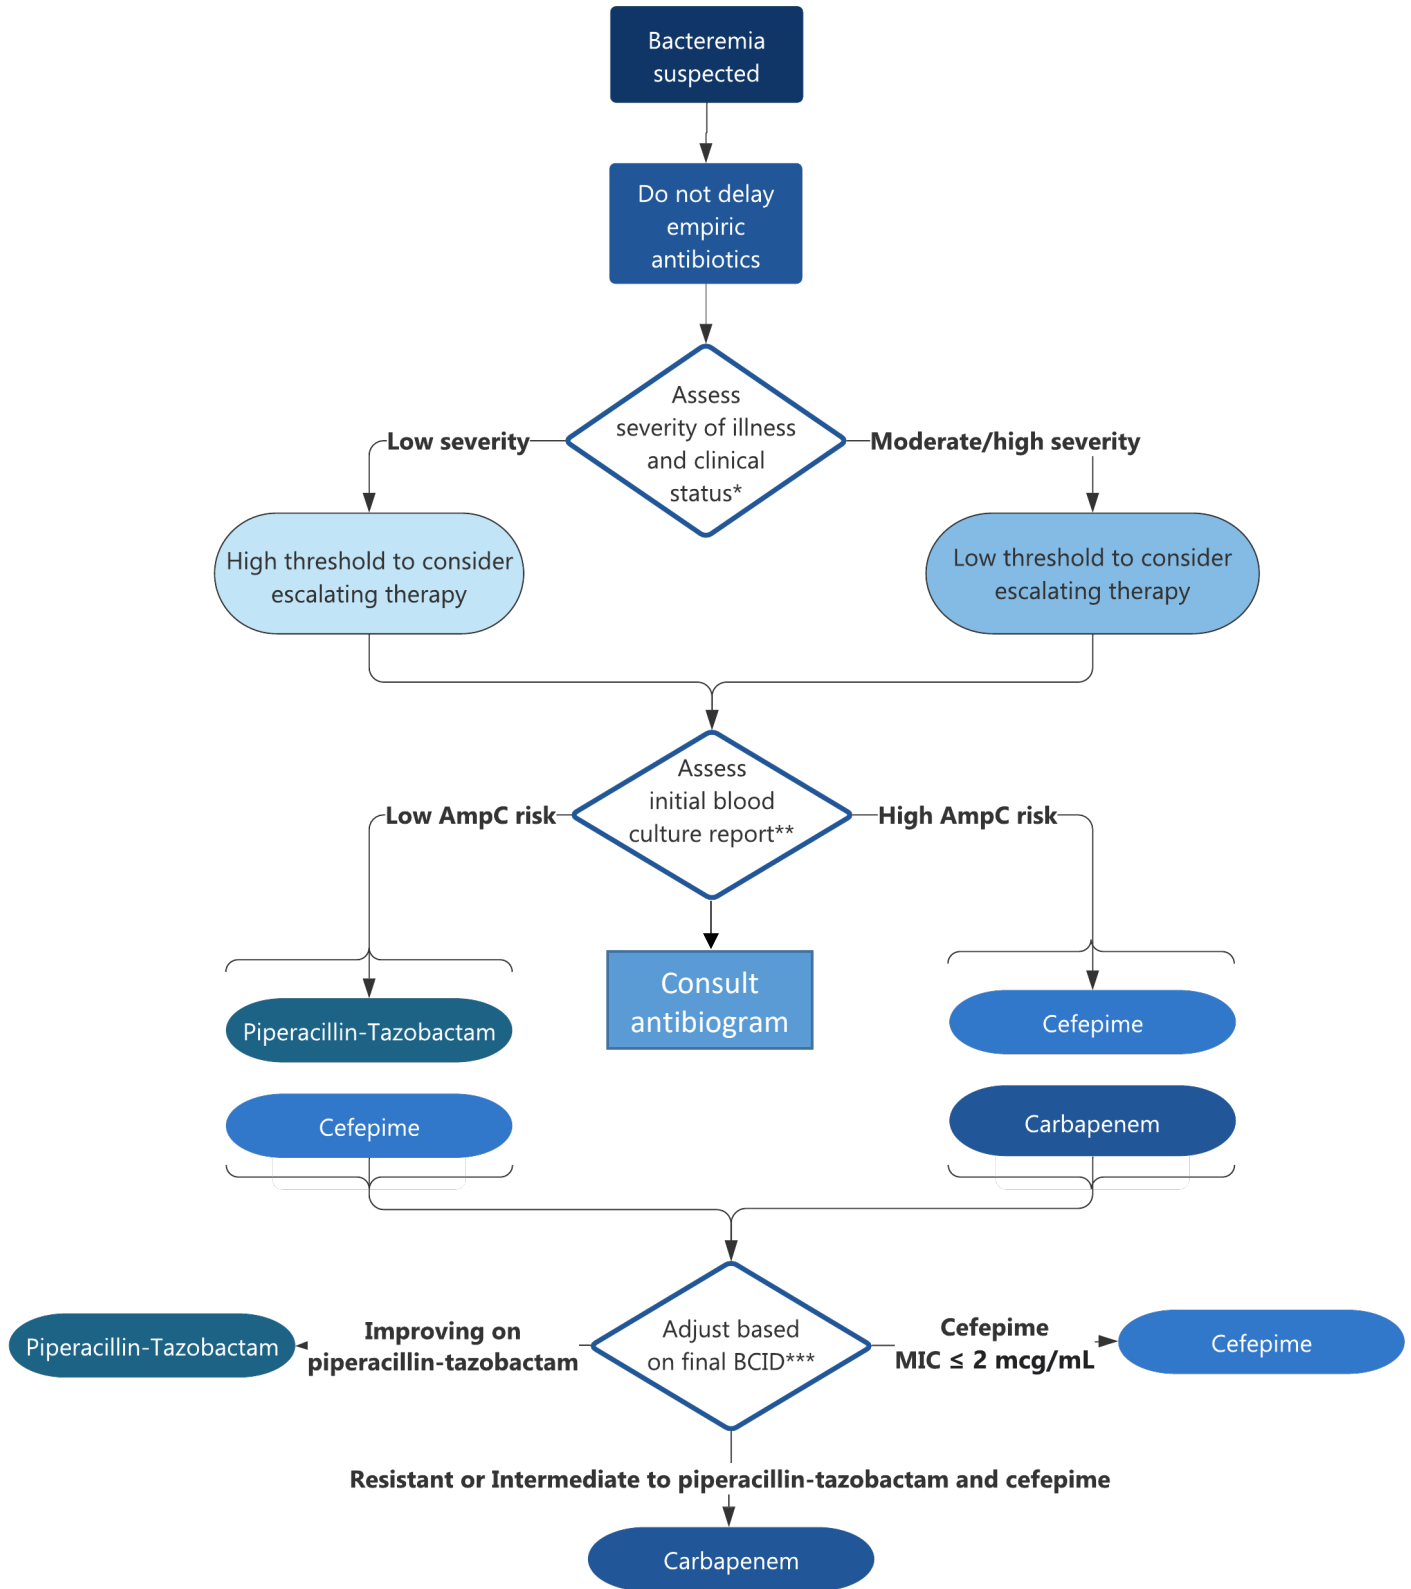 Bacteremia
suspected
Do not delay
empiric
antibiotics
Assess
severity of illness
and clinical
status*
Low severity
Moderate/high severity
High threshold to consider
escalating therapy
Low threshold to consider
escalating therapy
Assess
initial blood
culture report**
Low AmpC risk
High AmpC risk
Consult
antibiogram
Piperacillin-Tazobactam
Cefepime
Cefepime
Carbapenem
Adjust based
on final BCID***
Improving on
piperacillin-tazobactam
Piperacillin-Tazobactam
Cefepime
MIC ≤ 2 mcg/mL
Cefepime
Resistant or Intermediate to piperacillin-tazobactam and cefepime
Carbapenem